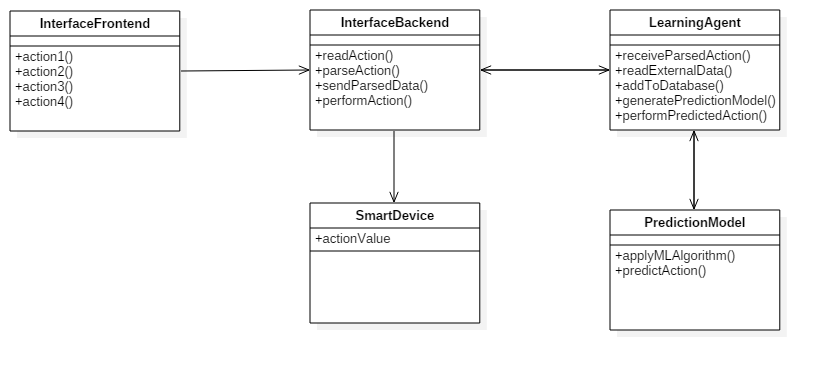 InterfaceFrontend
+action1()
+action2()
+action3()
+action4()
InterfaceBackend
+readAction()
+parseAction()
+sendParsedData()
+performAction()
LearningAgent
+receiveParsedAction()
+readExternalData()
+addToDatabase()
+generatePredictionModel()
+performPredictedAction()
SmartDevice
+actionValue
PredictionModel
+applyMLAlgorithm()
+predictAction()